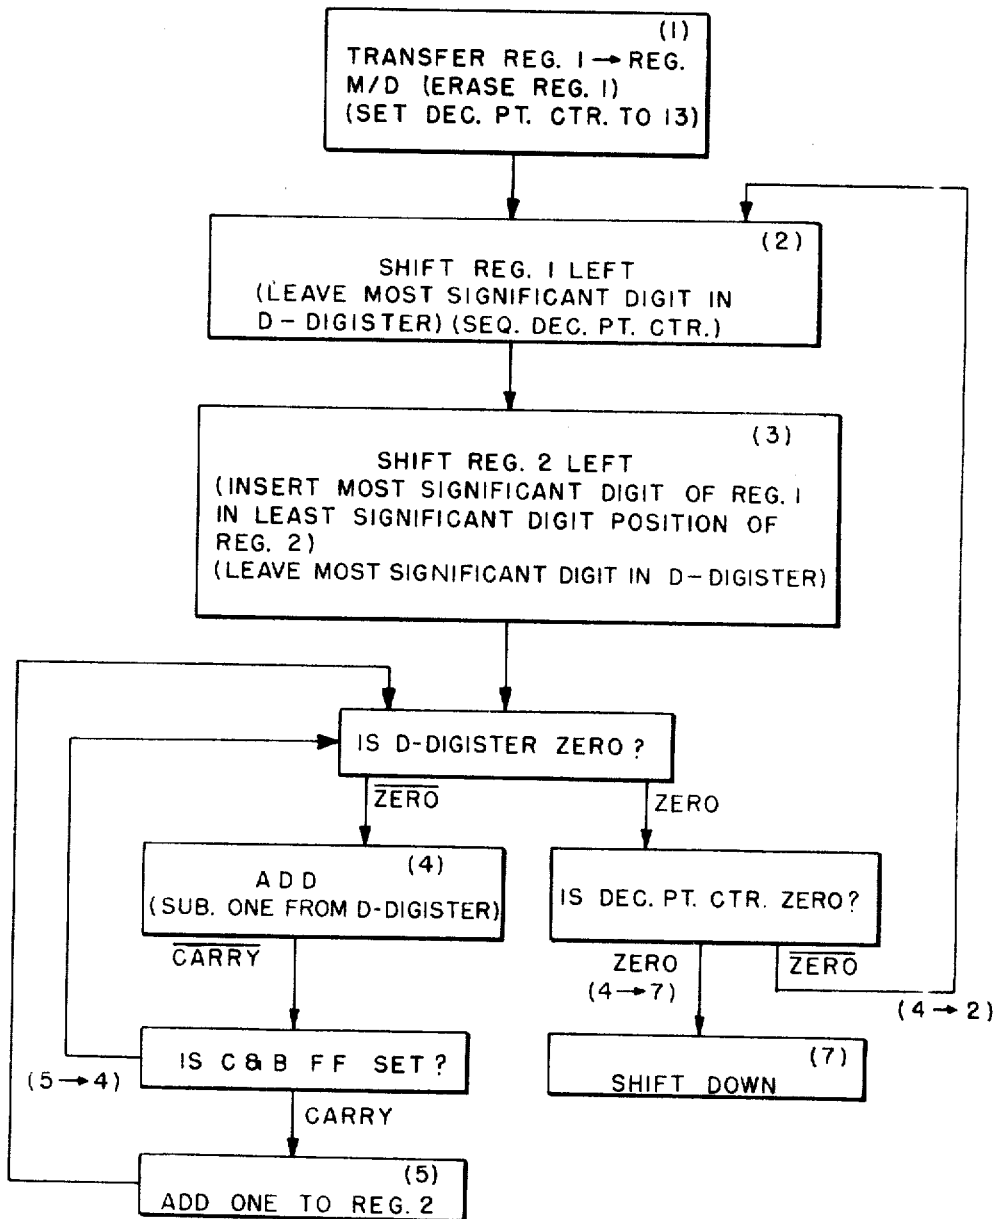 (1)
TRANSFER REG. 1 → REG.
M/D (ERASE REG. 1)
(SET DEC. PT. CTR. TO 13)
(2)
SHIFT REG. 1 LEFT
(LEAVE MOST SIGNIFICANT DIGIT IN
D-DIGISTER) (SEQ. DEC. PT. CTR.)
(3)
SHIFT REG. 2 LEFT
(INSERT MOST SIGNIFICANT DIGIT OF REG. 1
IN LEAST SIGNIFICANT DIGIT POSITION OF
REG. 2)
(LEAVE MOST SIGNIFICANT DIGIT IN D-DIGISTER)
IS D-DIGISTER ZERO?
Z̅E̅R̅O̅
ZERO
(4)
ADD
(SUB. ONE FROM D-DIGISTER)
IS DEC. PT. CTR. ZERO?
C̅A̅R̅R̅Y̅
ZERO
(4 → 7)
Z̅E̅R̅O̅
(4 → 2)
IS C & B FF SET?
(5 → 4)
(7)
SHIFT DOWN
CARRY
(5)
ADD ONE TO REG. 2